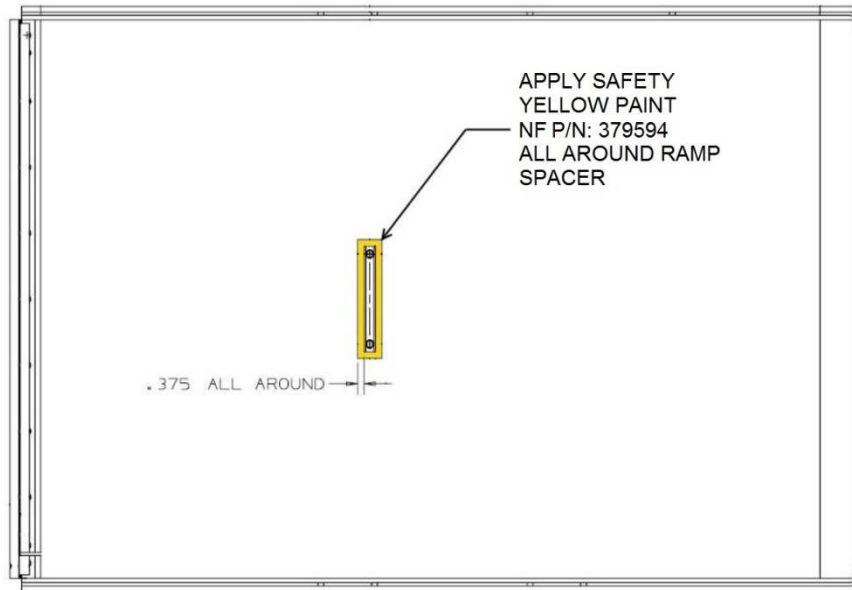 APPLY SAFETY
YELLOW PAINT
NF P/N: 379594
ALL AROUND RAMP
SPACER
.375 ALL AROUND